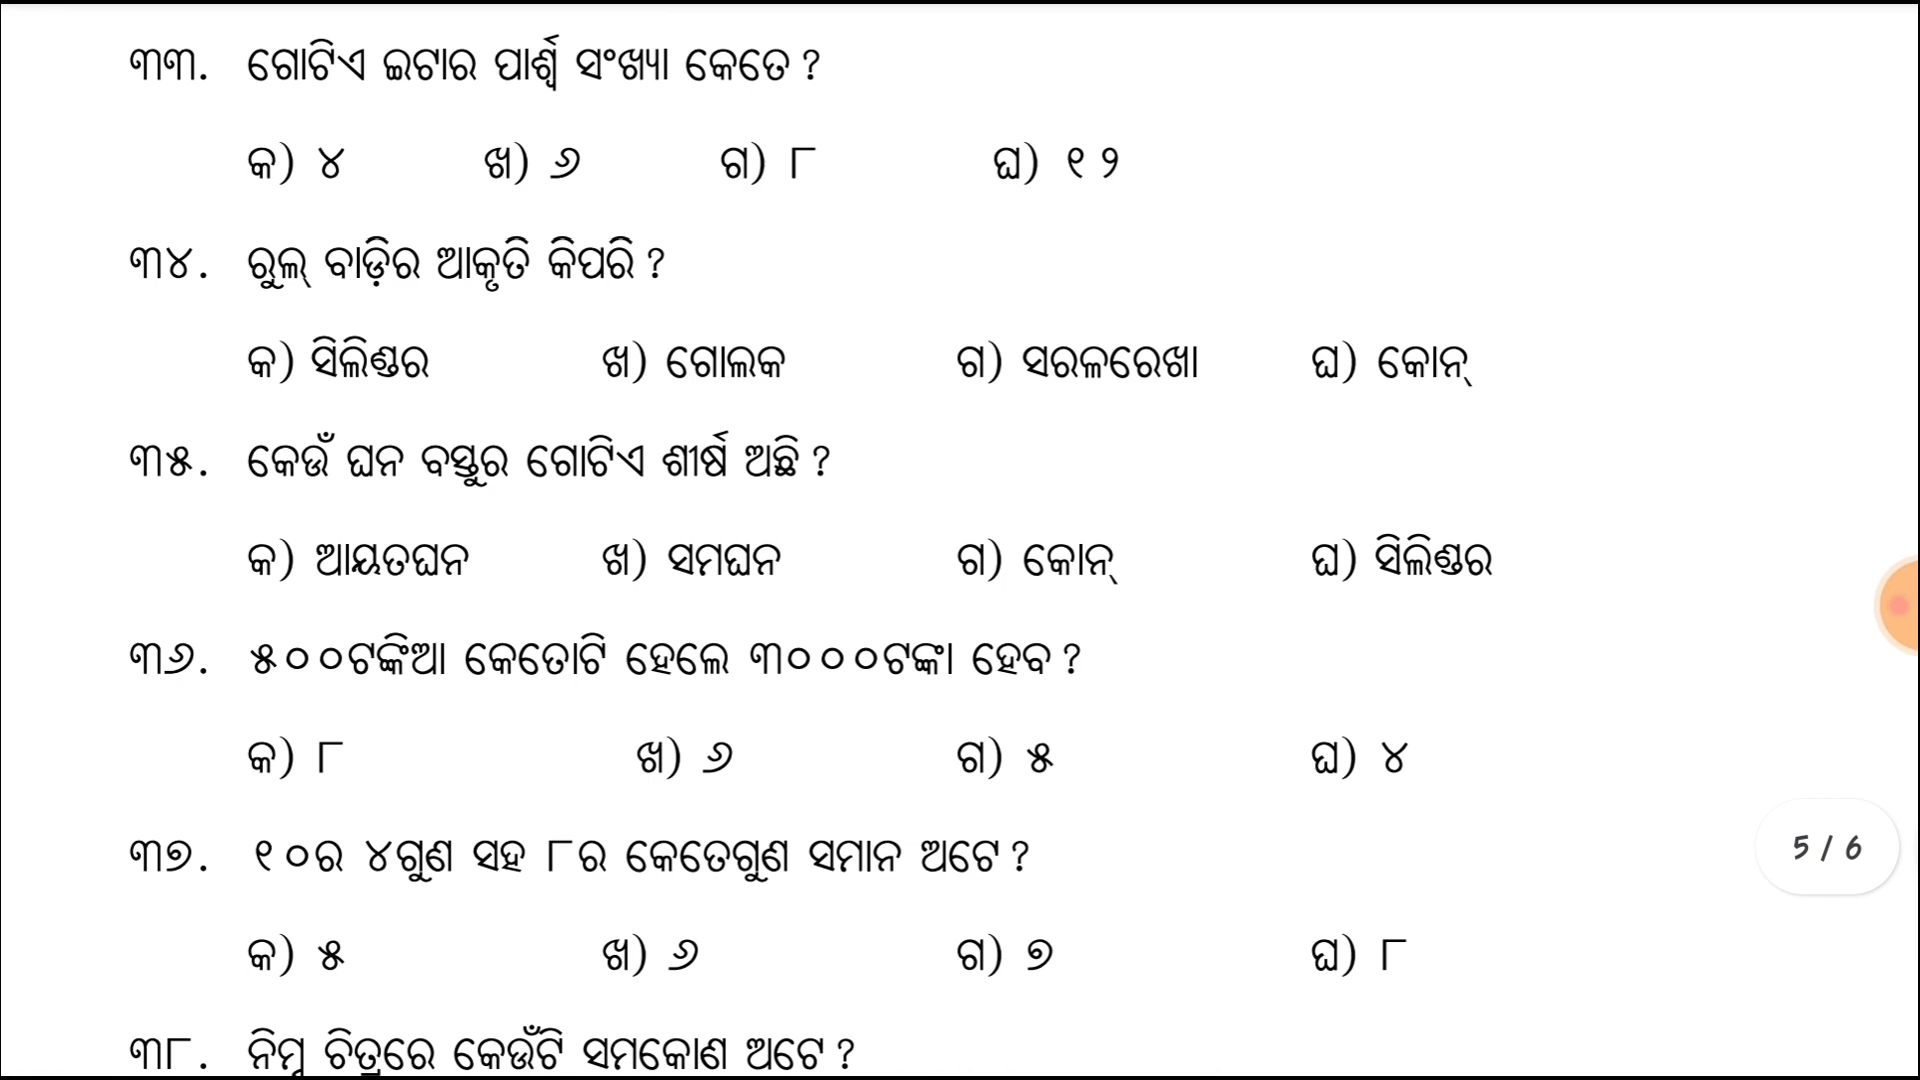 ୩୩. ଗୋଟିଏ ଇଟାର ପାର୍ଶ୍ୱ ସଂଖ୍ୟା କେତେ ?
କ) ୪ ଖ) ୬ ଗ) ୮ ଘ) ୧୨
୩୪. ରୁଲ୍ ବାଡ଼ିର ଆକୃତି କିପରି ?
କ) ସିଲିଣ୍ଡର ଖ) ଗୋଲକ ଗ) ସରଳରେଖା ଘ) କୋନ୍
୩୫. କେଉଁ ଘନ ବସ୍ତୁର ଗୋଟିଏ ଶୀର୍ଷ ଅଛି ?
କ) ଆୟତଘନ ଖ) ସମଘନ ଗ) କୋନ୍ ଘ) ସିଲିଣ୍ଡର
୩୬. ୫୦୦ଟଙ୍କିଆ କେତୋଟି ହେଲେ ୩୦୦୦ଟଙ୍କା ହେବ ?
କ) ୮ ଖ) ୬ ଗ) ୫ ଘ) ୪
୩୭. ୧୦ର ୪ଗୁଣ ସହ ୮ର କେତେଗୁଣ ସମାନ ଅଟେ ?
5 / 6
କ) ୫ ଖ) ୬ ଗ) ୭ ଘ) ୮
୩୮. ନିମ୍ନ ଚିତ୍ରରେ କେଉଁଟି ସମକୋଣ ଅଟେ ?